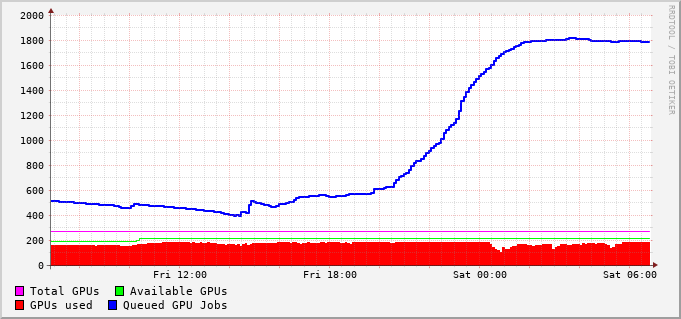 2000
1800
1600
1400
1200
1000
800
600
400
200
0
Fri 12:00 Fri 18:00 Sat 00:00 Sat 06:00
Total GPUs Available GPUs
GPUs used Queued GPU Jobs
RRDTOOL / TOBI OETIKER